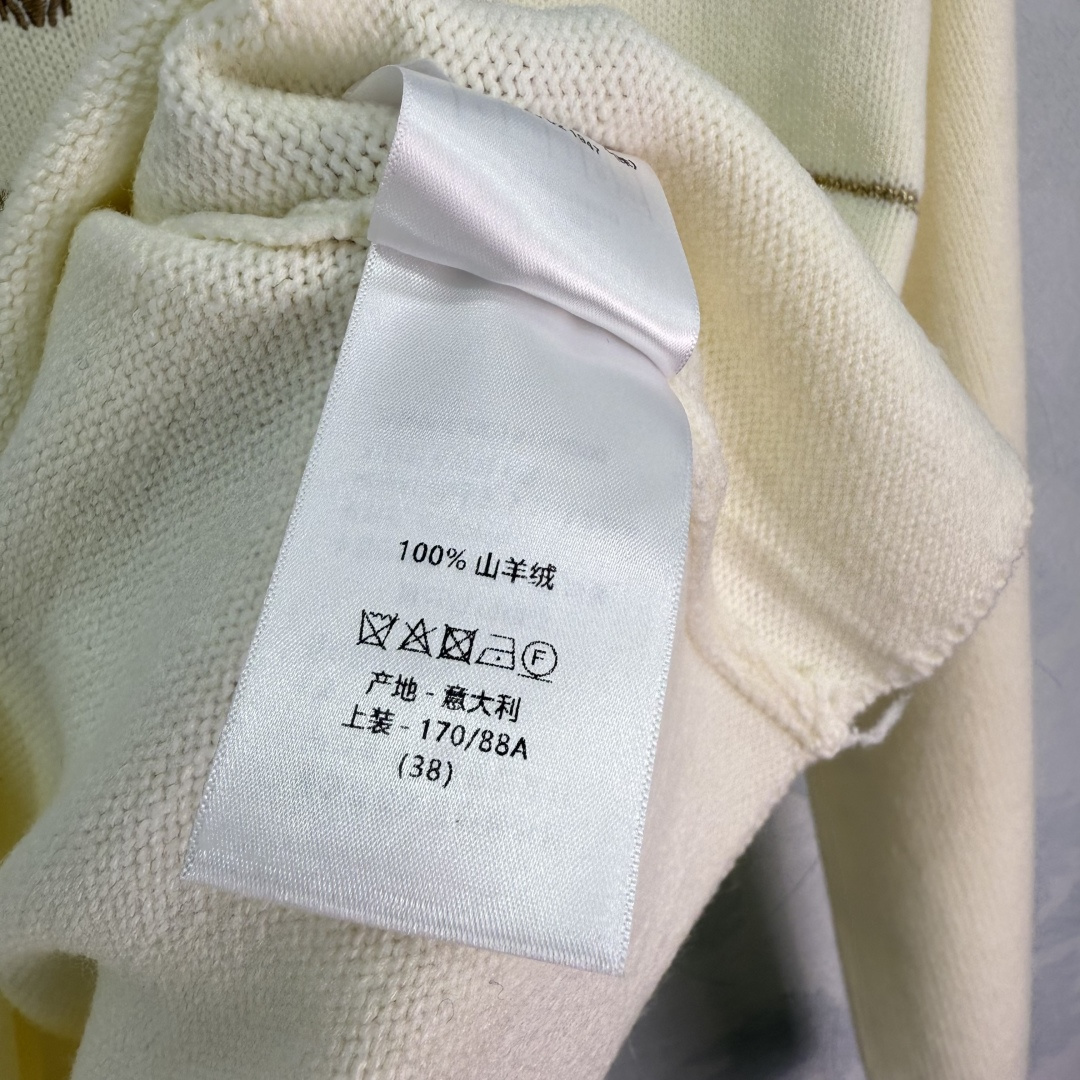 100% 山羊绒
F
产地 - 意大利
上装 - 170/88A
(38)